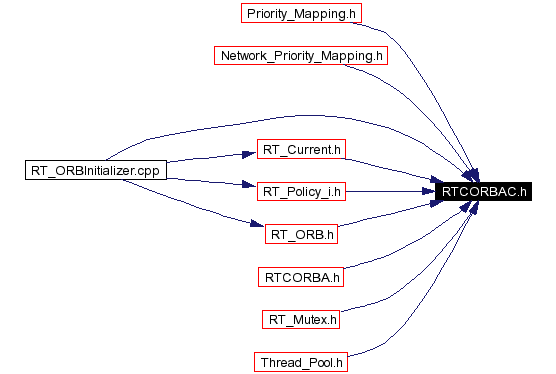 Priority_Mapping.h
Network_Priority_Mapping.h
RT_Current.h
RT_ORBInitializer.cpp
RT_Policy_i.h
RTCORBAC.h
RT_ORB.h
RTCORBA.h
RT_Mutex.h
Thread_Pool.h